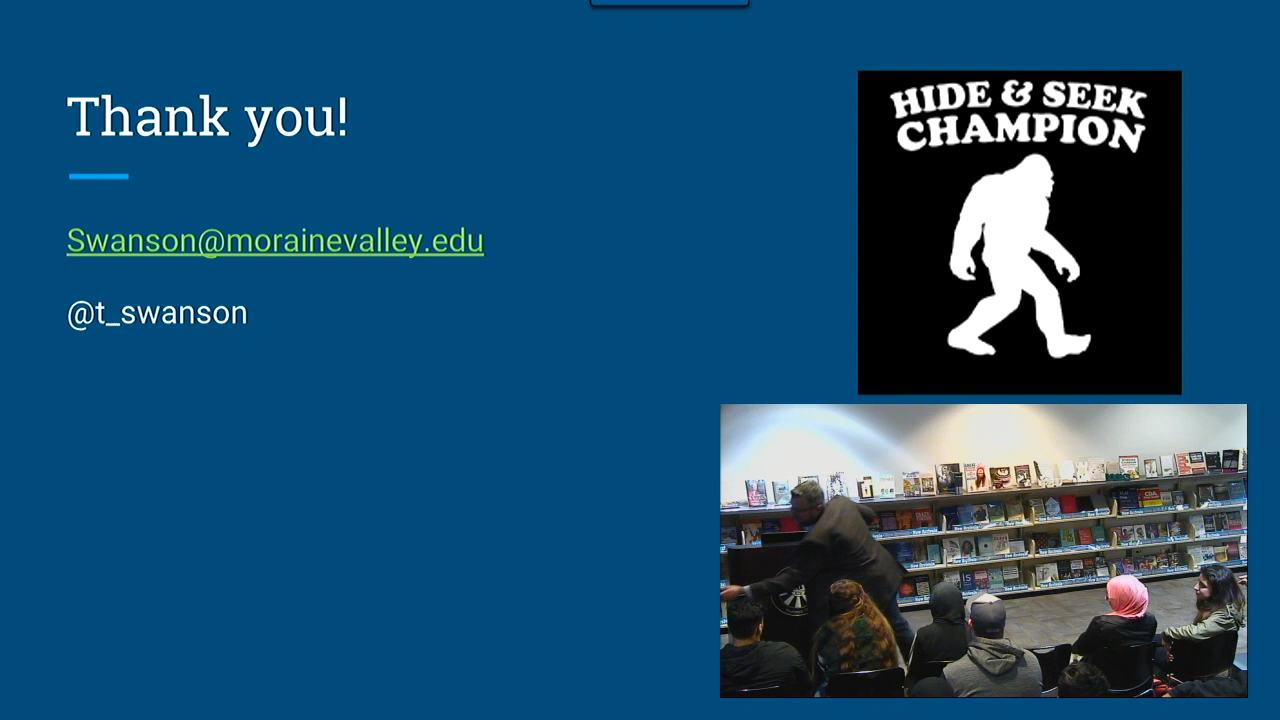 Thank you!
Swanson@morainevalley.edu
@t_swanson
HIDE & SEEK
CHAMPION